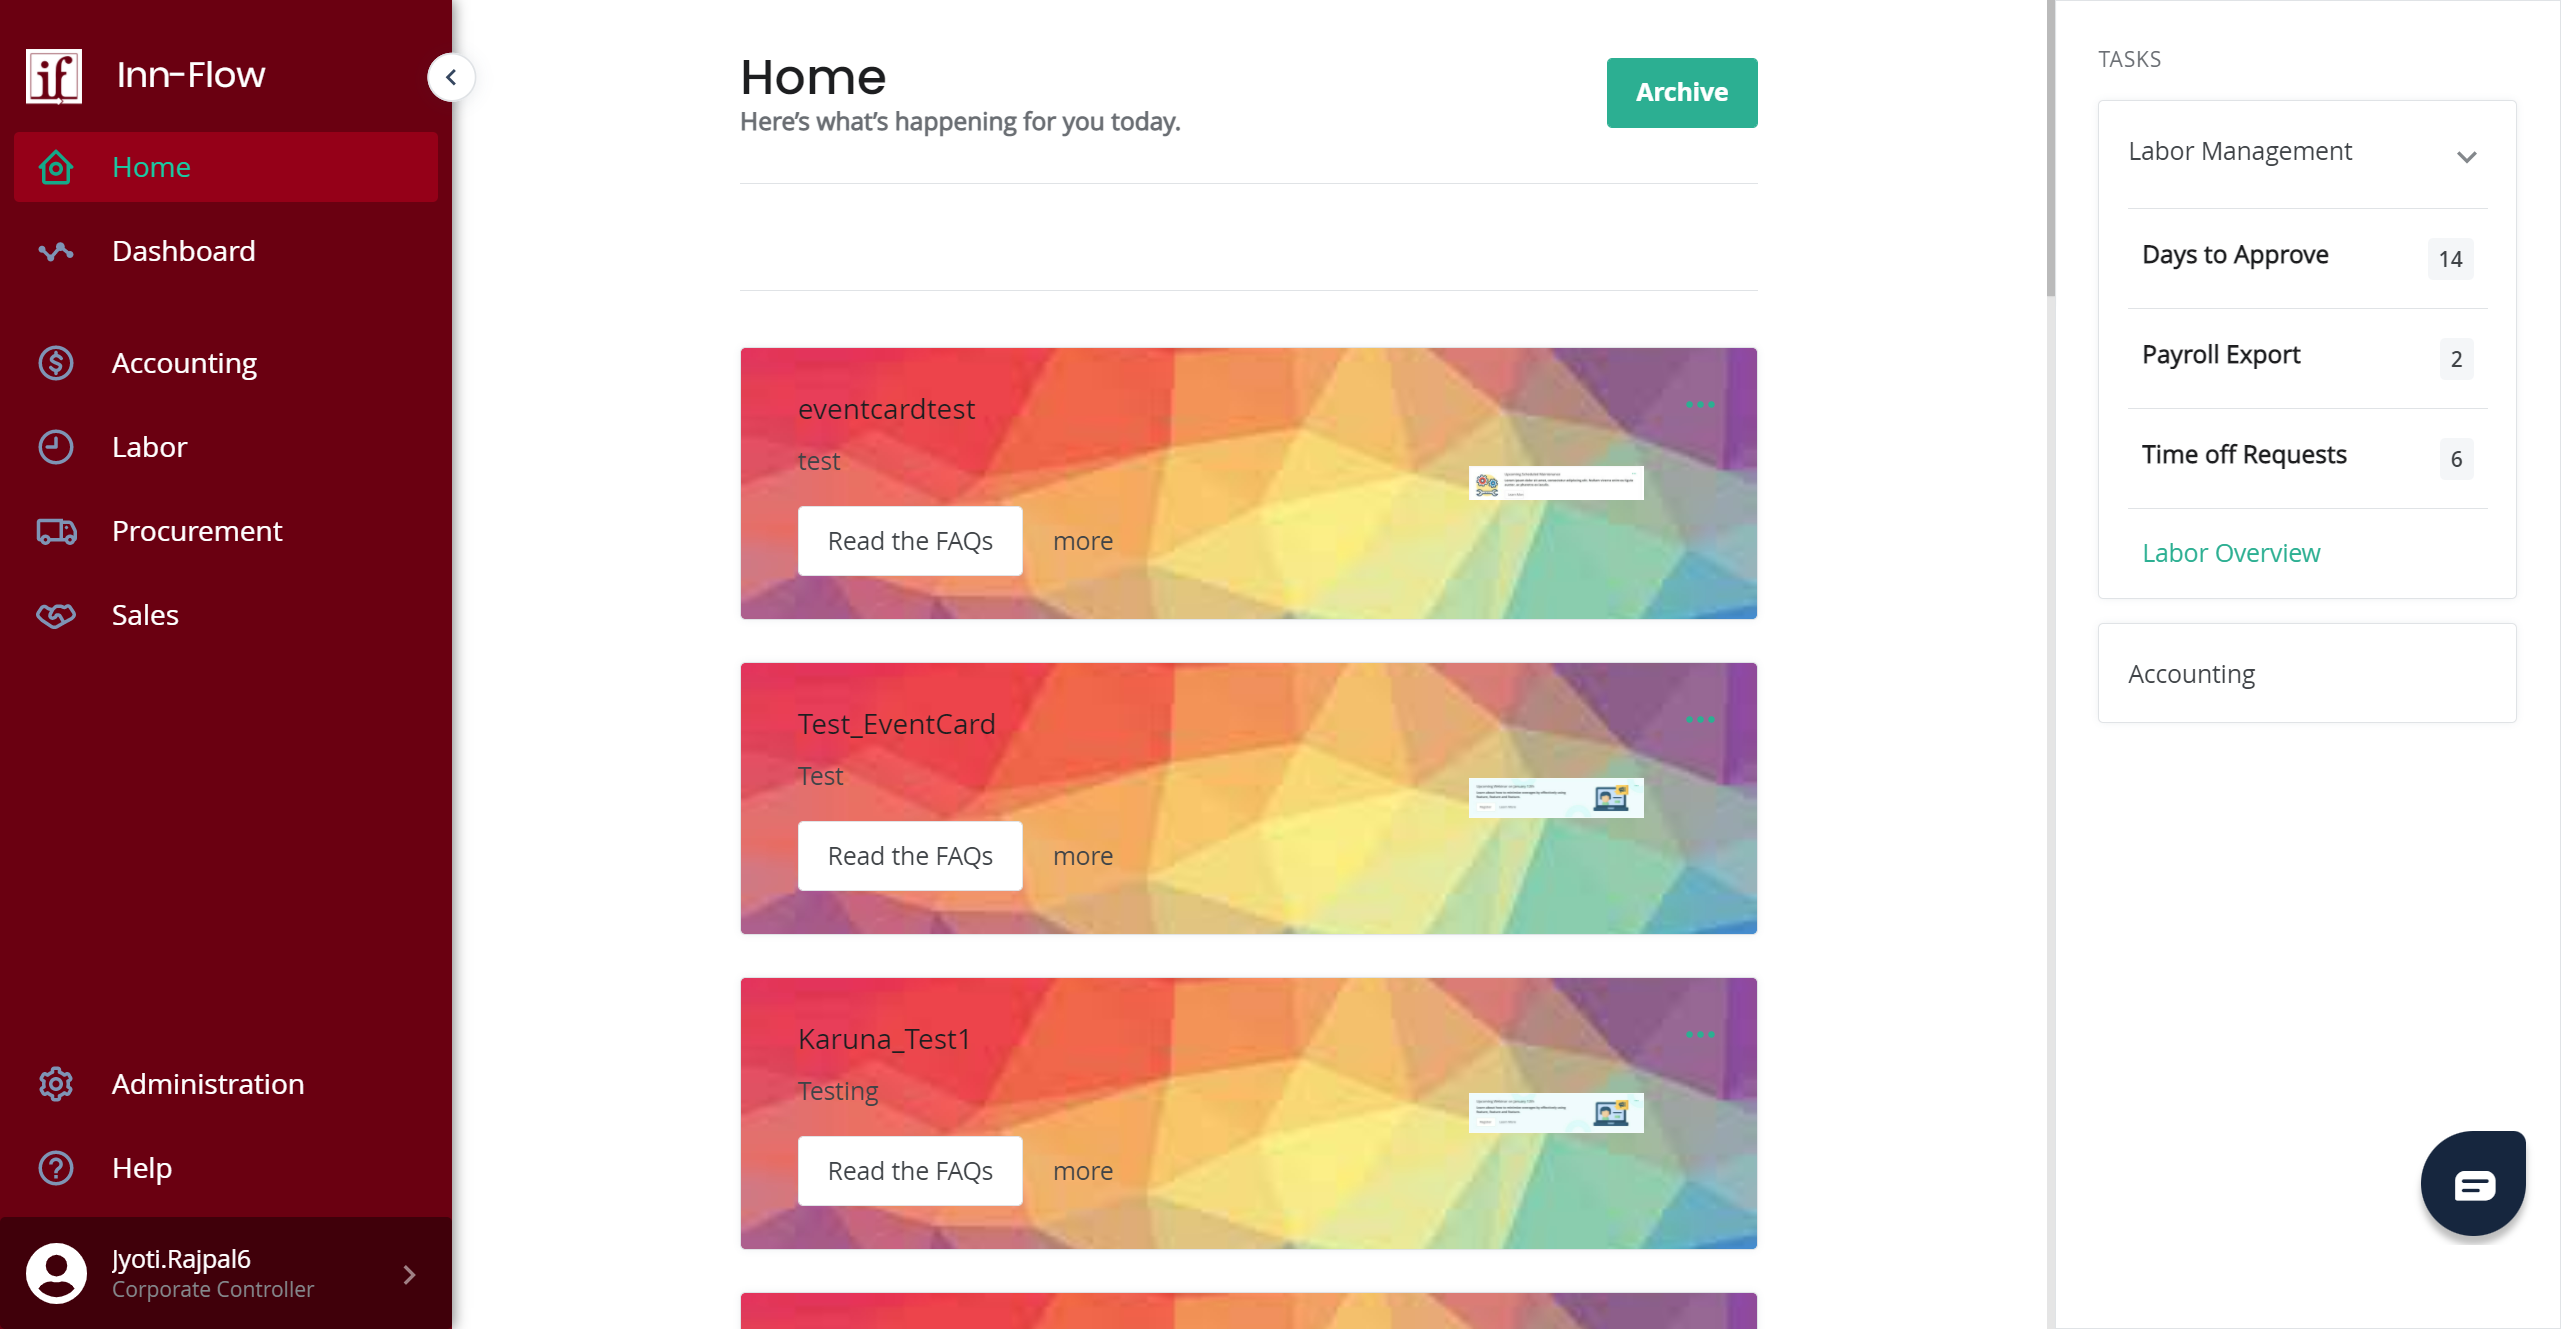 if
Inn-Flow
Home
Dashboard
Accounting
Labor
Procurement
Sales
Administration
Help
Jyoti.Rajpal6
Corporate Controller
Home
Here’s what’s happening for you today.
Archive
eventcardtest
test
Read the FAQs more
Test_EventCard
Test
Read the FAQs more
Karuna_Test1
Testing
Read the FAQs more
TASKS
Labor Management
Days to Approve 14
Payroll Export 2
Time off Requests 6
Labor Overview
Accounting